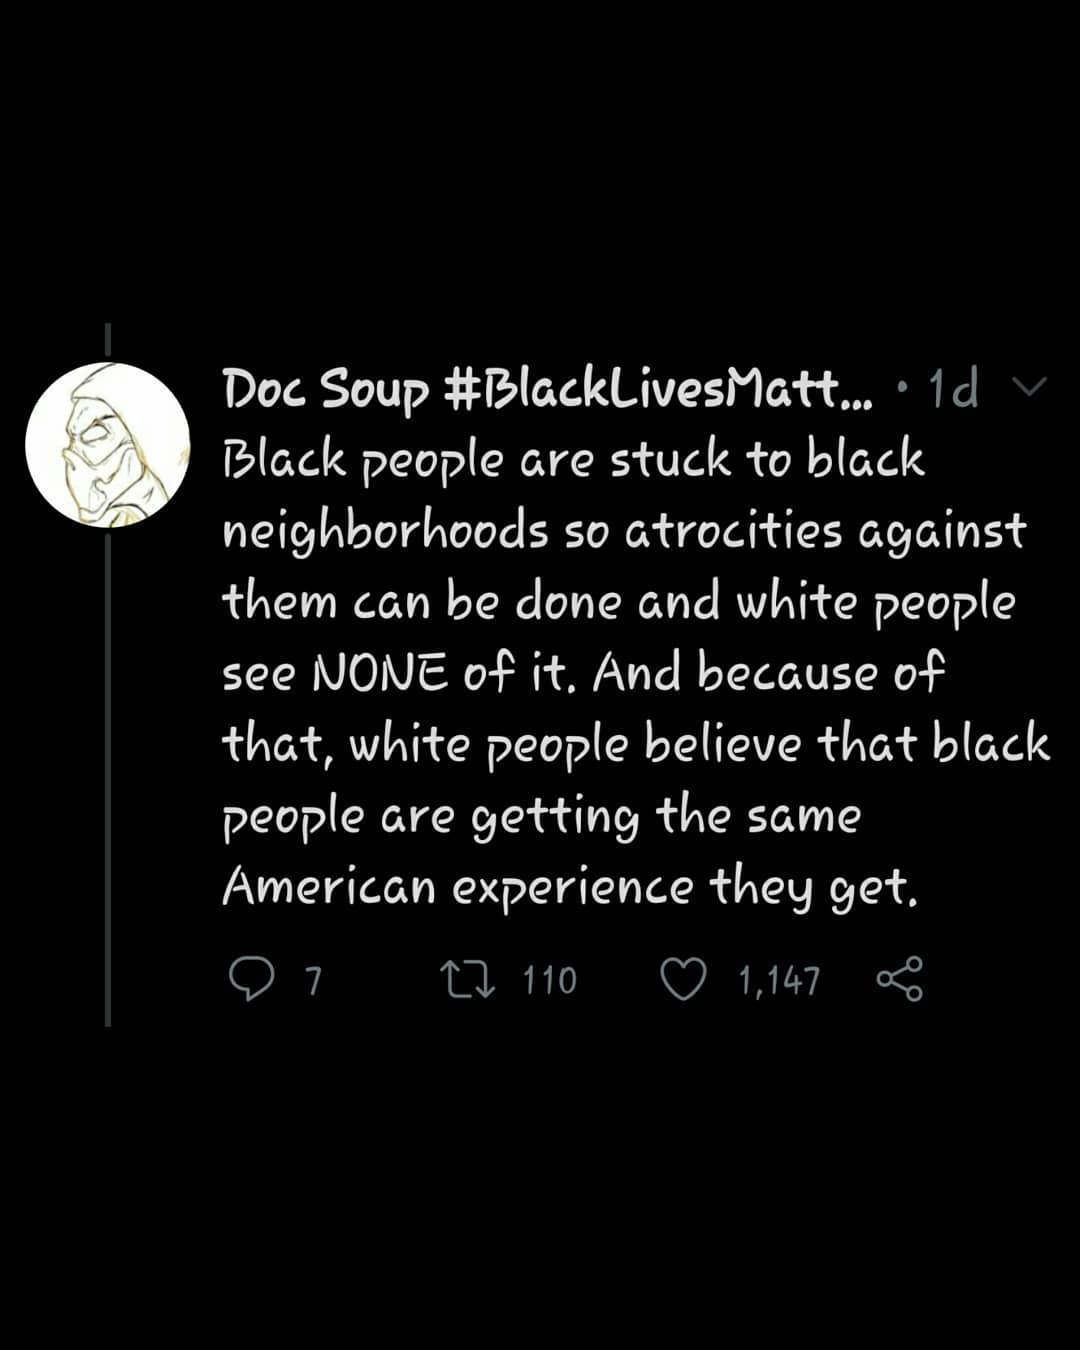 Doc Soup #BlackLivesMatt... • 1d
Black people are stuck to black
neighborhoods so atrocities against
them can be done and white people
see NONE of it. And because of
that, white people believe that black
people are getting the same
American experience they get.
7 110 1,147